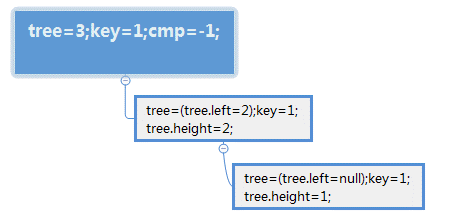 tree=3;key=1;cmp=-1;
tree=(tree.left=2);key=1;
tree.height=2;
tree=(tree.left=null);key=1;
tree.height=1;